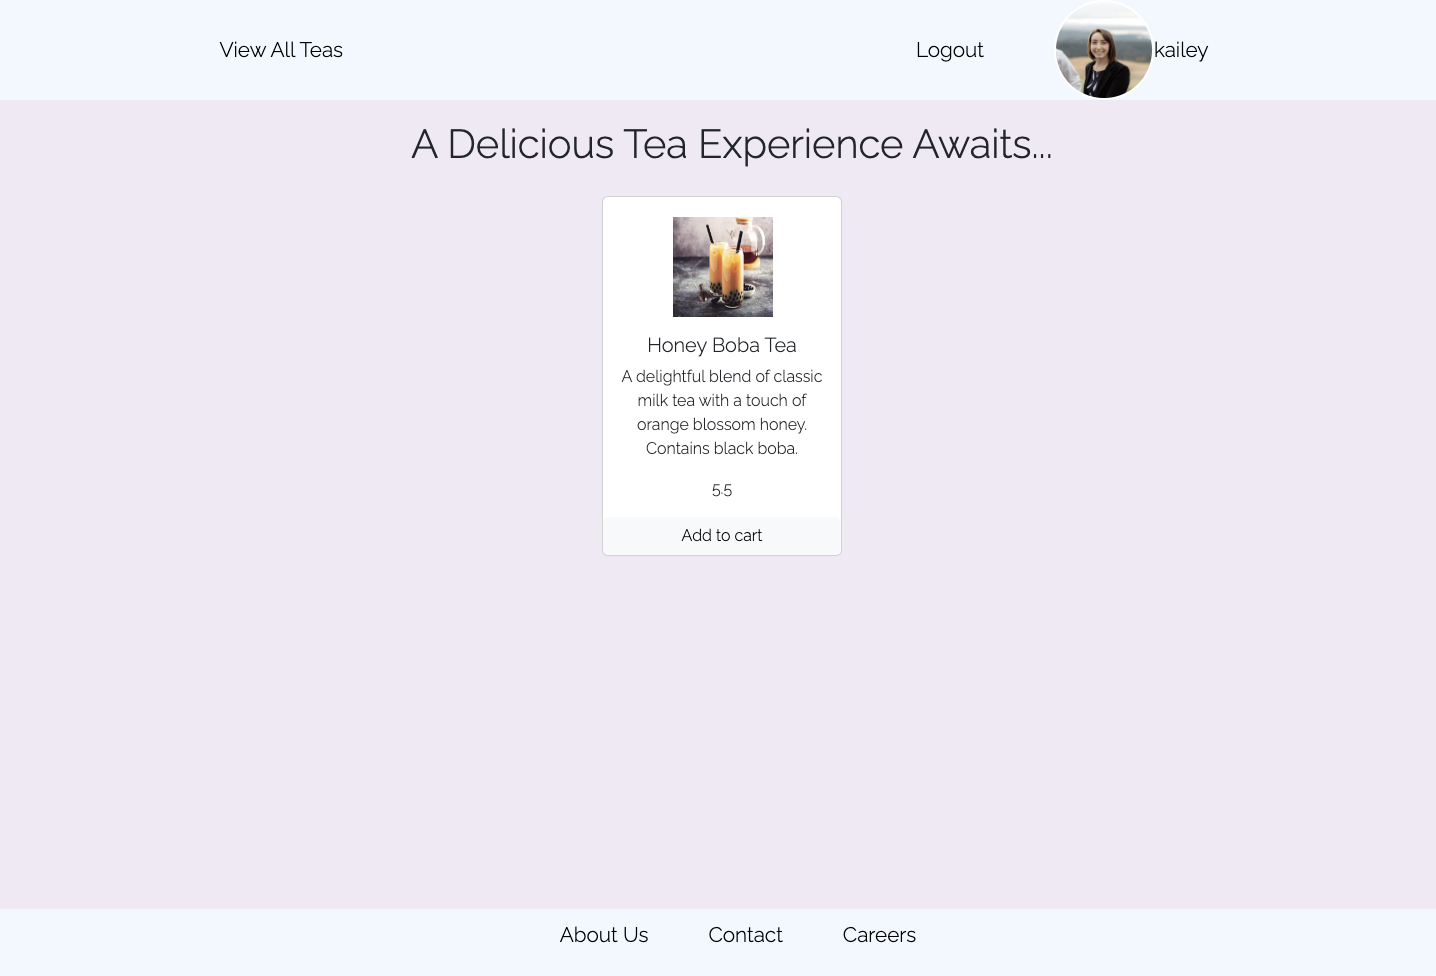 View All Teas
Logout
kailey
A Delicious Tea Experience Awaits...
Honey Boba Tea
A delightful blend of classic
milk tea with a touch of
orange blossom honey.
Contains black boba.
5.5
Add to cart
About Us
Contact
Careers